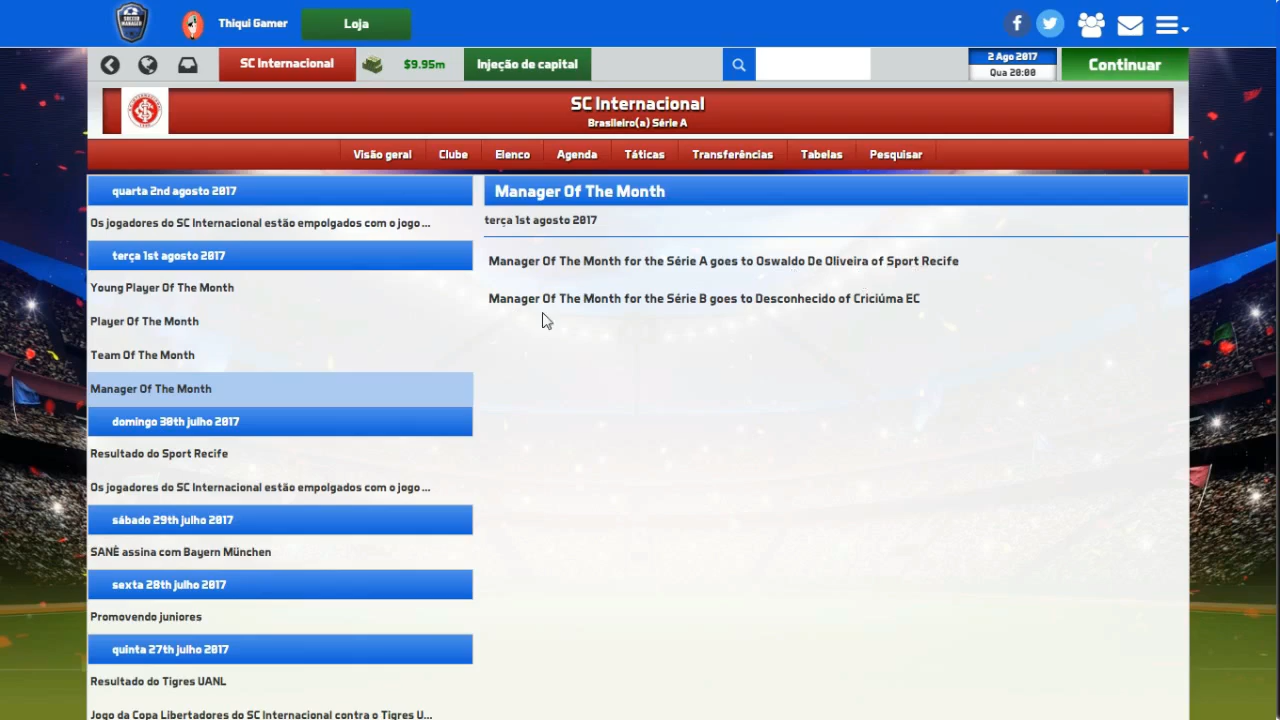 Thiqui Gamer
Loja
SC Internacional
$9.95m
Injeção de capital
2 Ago 2017
Qua 20:00
Continuar
SC Internacional
Brasileiro(a) Série A
Visão geral
Clube
Elenco
Agenda
Táticas
Transferências
Tabelas
Pesquisar
quarta 2nd agosto 2017
Os jogadores do SC Internacional estão empolgados com o jogo ...
terça 1st agosto 2017
Young Player Of The Month
Player Of The Month
Team Of The Month
Manager Of The Month
domingo 30th julho 2017
Resultado do Sport Recife
Os jogadores do SC Internacional estão empolgados com o jogo ...
sábado 29th julho 2017
SANÉ assina com Bayern München
sexta 28th julho 2017
Promovendo juniores
quinta 27th julho 2017
Resultado do Tigres UANL
Jogo da Copa Libertadores do SC Internacional contra o Tigres U...
Manager Of The Month
terça 1st agosto 2017
Manager Of The Month for the Série A goes to Oswaldo De Oliveira of Sport Recife
Manager Of The Month for the Série B goes to Desconhecido of Criciúma EC